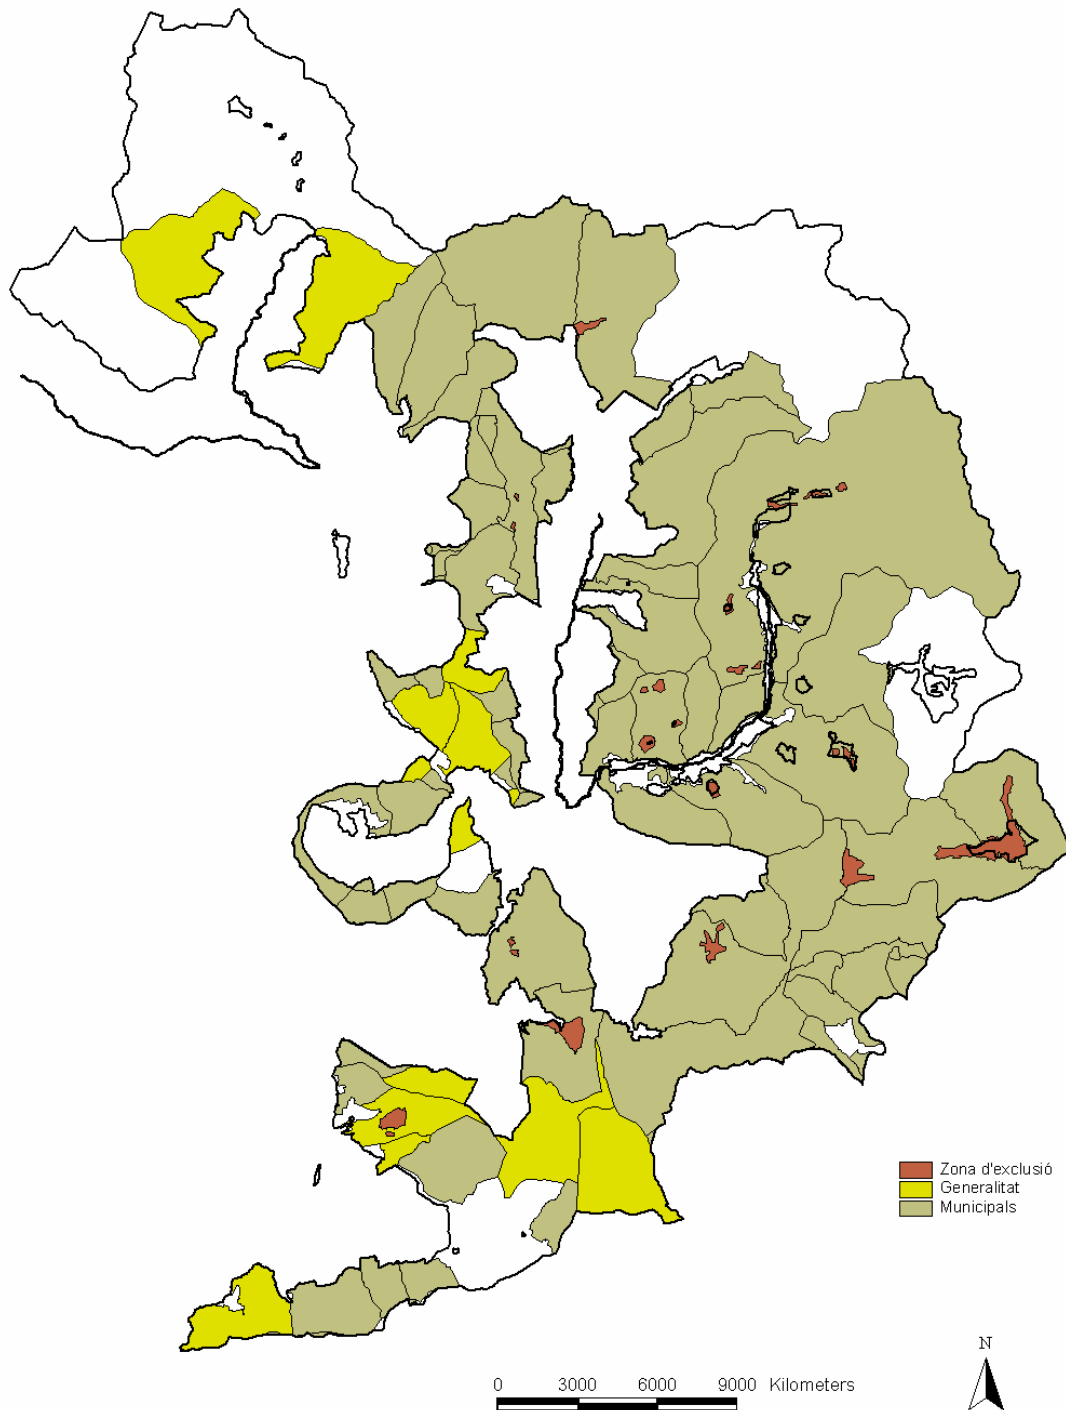 Zona d'exclusió
Generalitat
Municipals
N
0 3000 6000 9000 Kilometers